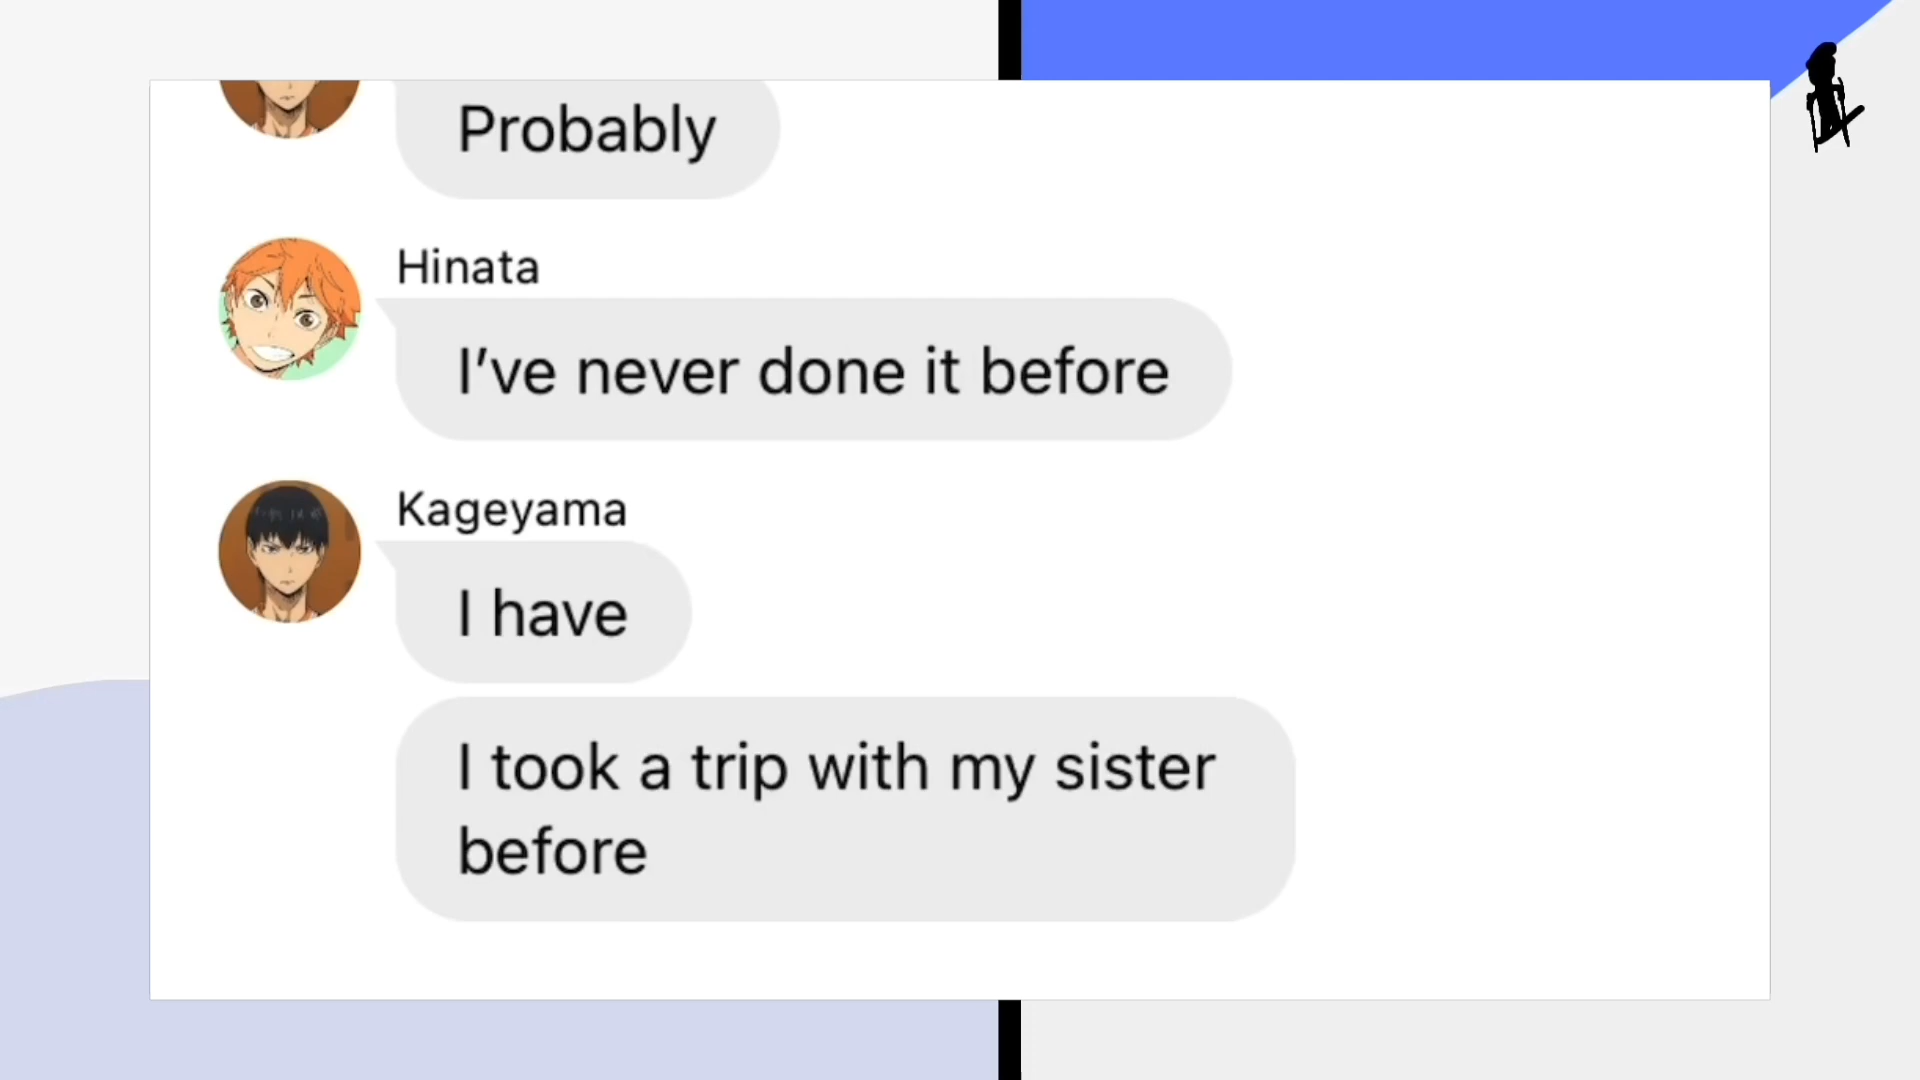 Probably
Hinata
I’ve never done it before
Kageyama
I have
I took a trip with my sister
before